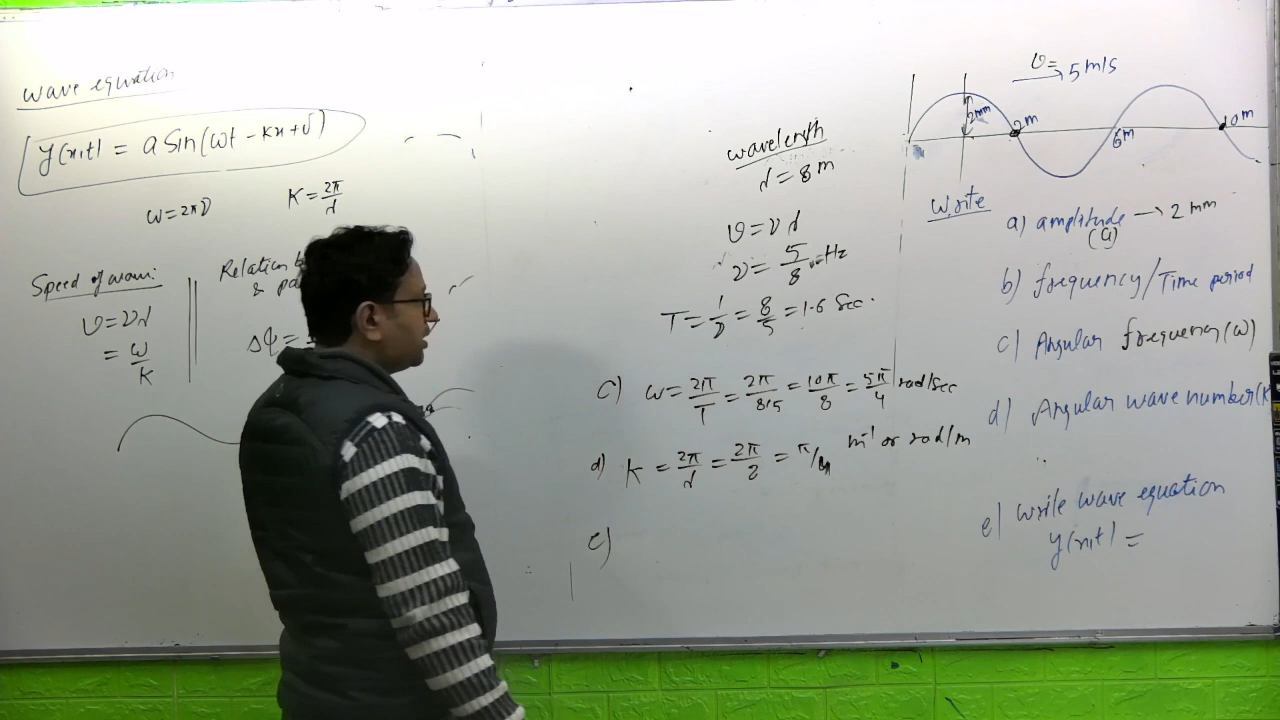 wave equation
y(x,t) = a Sin(ωt - kx + δ)
ω = 2πν
K = 2π/λ
Speed of wave:
v = νλ
= ω/K
Relation b
& pa
Δφ =
wavelength
λ = 8 m
v = νλ
ν = 5/8 Hz
T = 1/ν = 8/5 = 1.6 Sec.
c) ω = 2π/T = 2π/8/5 = 10π/8 = 5π/4 rad/sec
d) K = 2π/λ = 2π/8 = π/4 m⁻¹ or rad/m
e)
v = 5 m/s
2mm
2m
6m
10m
Write
a) amplitude → 2 mm
(a)
b) frequency/Time period
c) Angular frequency(ω)
d) Angular wave number(K
e) write wave equation
y(x,t) =